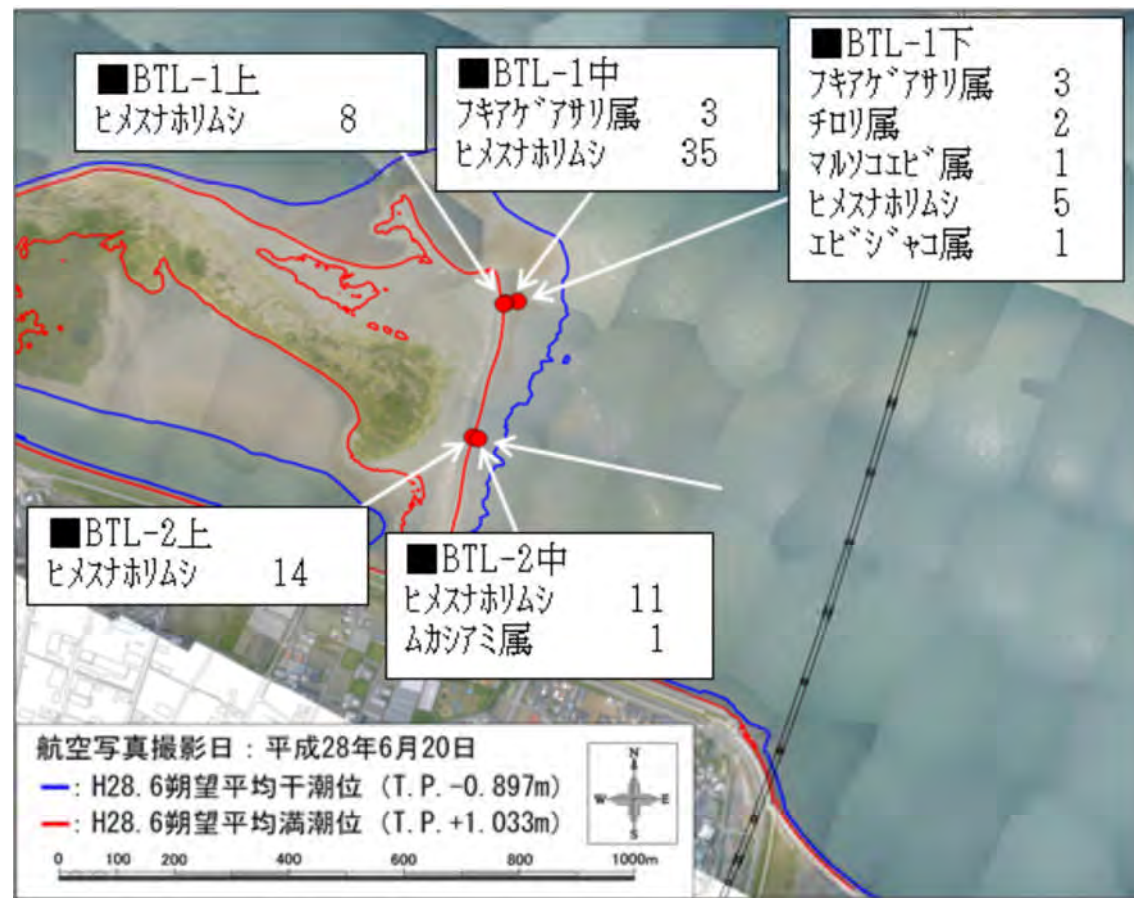 ■BTL-1上
ヒメスナホリムシ 8
■BTL-1中
フキアゲアサリ属 3
ヒメスナホリムシ 35
■BTL-1下
フキアゲアサリ属 3
チロリ属 2
マルソコエビ属 1
ヒメスナホリムシ 5
エビジャコ属 1
■BTL-2上
ヒメスナホリムシ 14
■BTL-2中
ヒメスナホリムシ 11
ムカシアミ属 1
航空写真撮影日：平成28年6月20日
━: H28.6朔望平均干潮位 (T.P.-0.897m)
━: H28.6朔望平均満潮位 (T.P.+1.033m)
N
W E
S
0 100 200 400 600 800 1000m